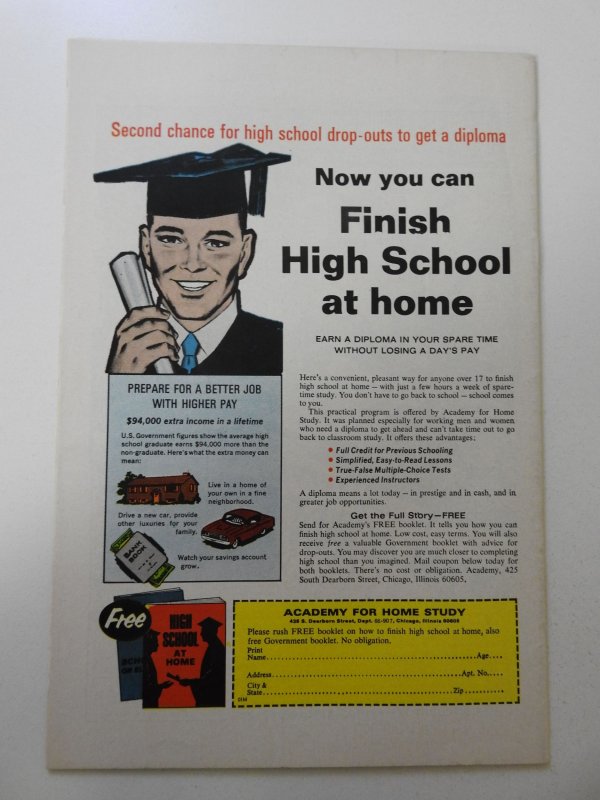 Second chance for high school drop-outs to get a diploma
Now you can
Finish
High School
at home
EARN A DIPLOMA IN YOUR SPARE TIME
WITHOUT LOSING A DAY'S PAY
PREPARE FOR A BETTER JOB
WITH HIGHER PAY
$94,000 extra income in a lifetime
U.S. Government figures show the average high
school graduate earns $94,000 more than the
non-graduate. Here's what the extra money can
mean:
Live in a home of
your own in a fine
neighborhood.
Drive a new car, provide
other luxuries for your
family.
BANK
BOOK
Watch your savings account
grow.
Here's a convenient, pleasant way for anyone over 17 to finish
high school at home – with just a few hours a week of spare-
time study. You don't have to go back to school – school comes
to you.
This practical program is offered by Academy for Home
Study. It was planned especially for working men and women
who need a diploma to get ahead and can't take time out to go
back to classroom study. It offers these advantages:
• Full Credit for Previous Schooling
• Simplified, Easy-to-Read Lessons
• True-False Multiple-Choice Tests
• Experienced Instructors
A diploma means a lot today – in prestige and in cash, and in
greater job opportunities.
Get the Full Story–FREE
Send for Academy's FREE booklet. It tells you how you can
finish high school at home. Low cost, easy terms. You will also
receive free a valuable Government booklet with advice for
drop-outs. You may discover you are much closer to completing
high school than you imagined. Mail coupon below today for
both booklets. There's no cost or obligation. Academy, 425
South Dearborn Street, Chicago, Illinois 60605.
Free
HIGH
SCHOOL
AT
HOME
ACADEMY FOR HOME STUDY
425 S. Dearborn Street, Dept. Chicago, Illinois 60605
Please rush FREE booklet on how to finish high school at home, also
free Government booklet. No obligation.
Print
Name Age
Address Apt. No.
City &
State Zip